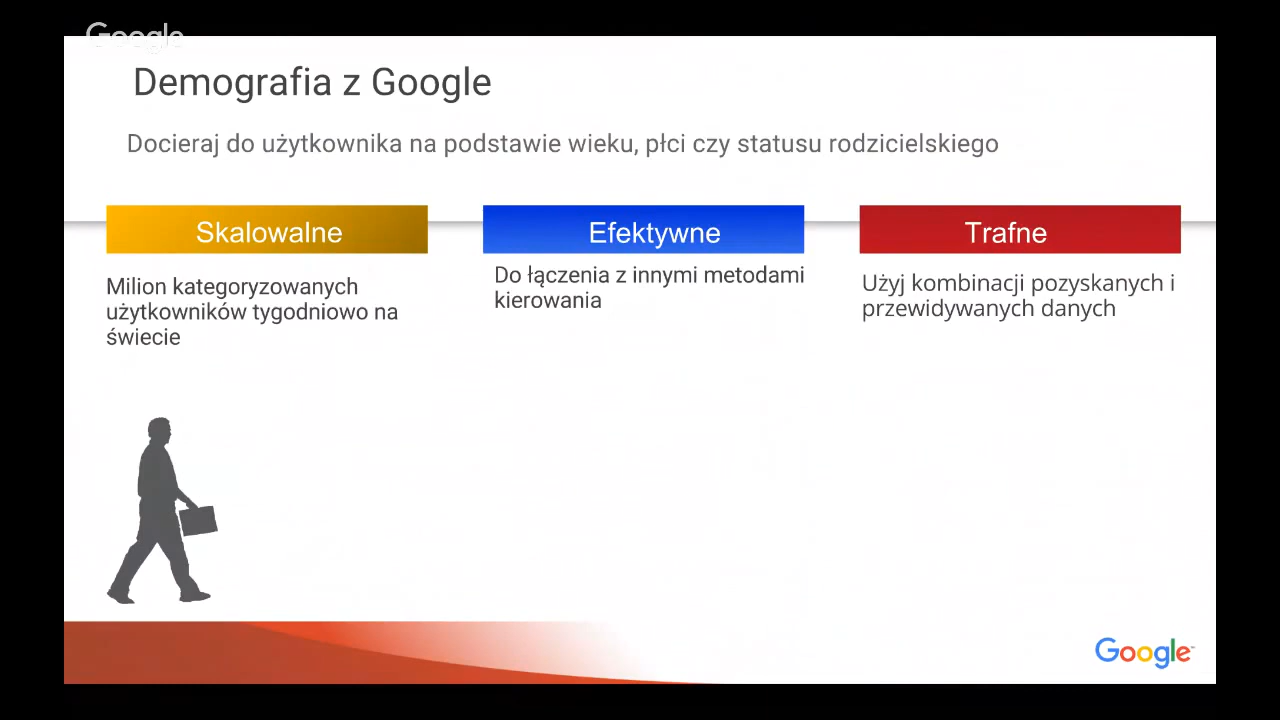 Google
Demografia z Google
Docieraj do użytkownika na podstawie wieku, płci czy statusu rodzicielskiego
Skalowalne
Milion kategoryzowanych
użytkowników tygodniowo na
świecie
Efektywne
Do łączenia z innymi metodami
kierowania
Trafne
Użyj kombinacji pozyskanych i
przewidywanych danych
Google